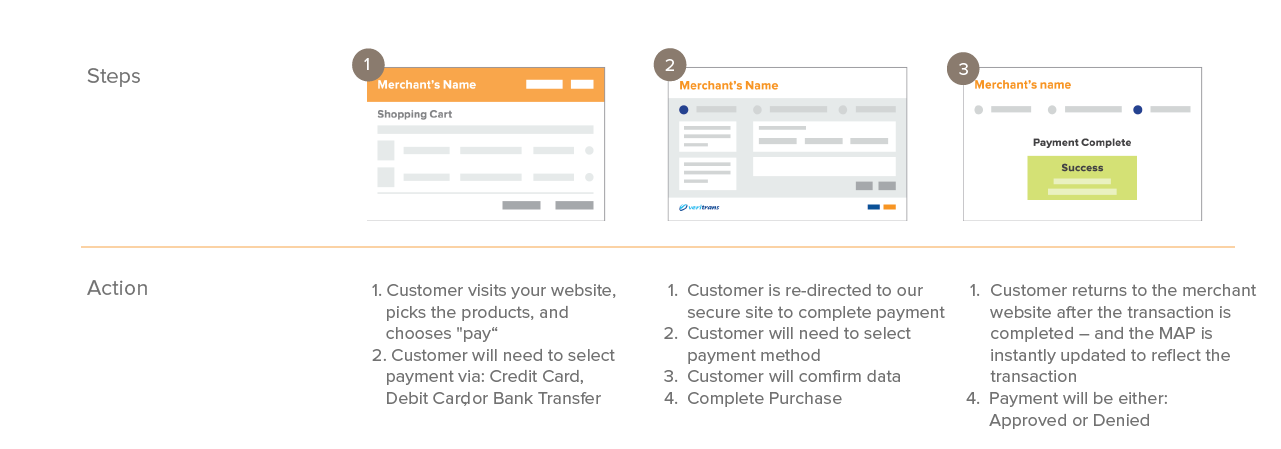 Steps
1
Merchant's Name
Shopping Cart
2
Merchant's Name
veritrans
3
Merchant's name
Payment Complete
Success
Action
1. Customer visits your website,
picks the products, and
chooses "pay“
2. Customer will need to select
payment via: Credit Card,
Debit Card, or Bank Transfer
1. Customer is re-directed to our
secure site to complete payment
2. Customer will need to select
payment method
3. Customer will comfirm data
4. Complete Purchase
1. Customer returns to the merchant
website after the transaction is
completed – and the MAP is
instantly updated to reflect the
transaction
4. Payment will be either:
Approved or Denied